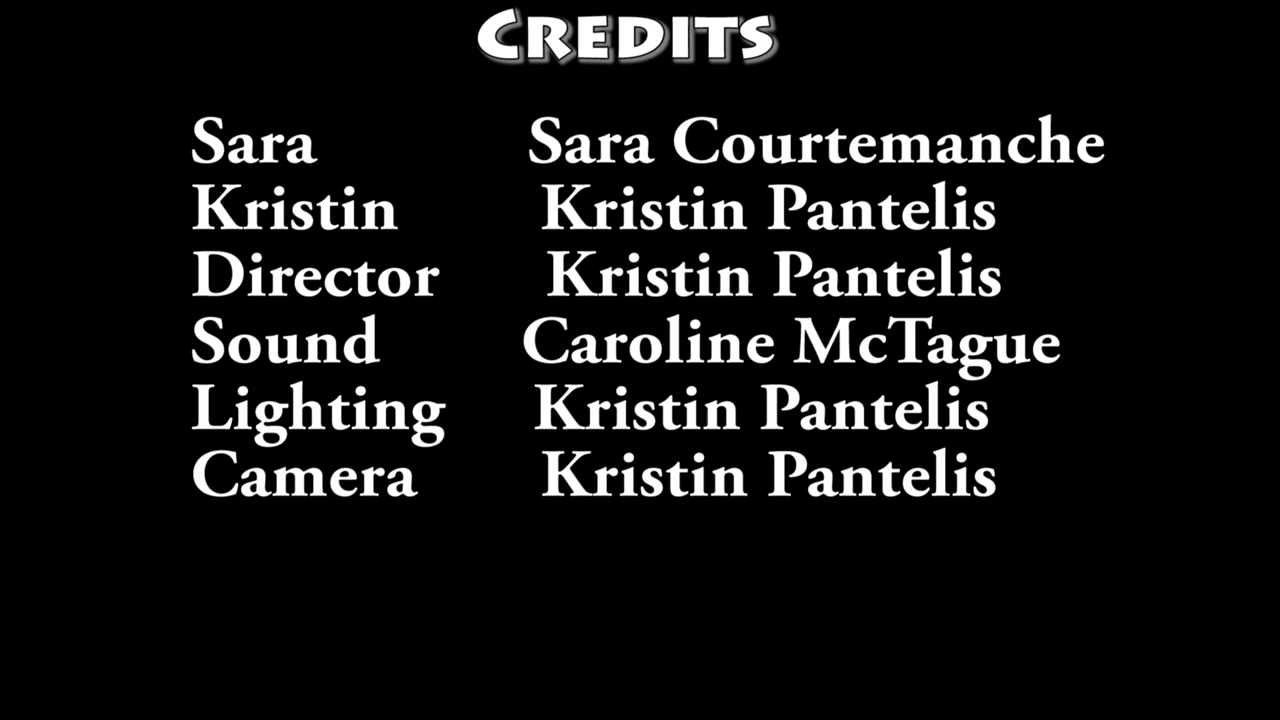 Credits
Sara Sara Courtemanche
Kristin Kristin Pantelis
Director Kristin Pantelis
Sound Caroline McTague
Lighting Kristin Pantelis
Camera Kristin Pantelis